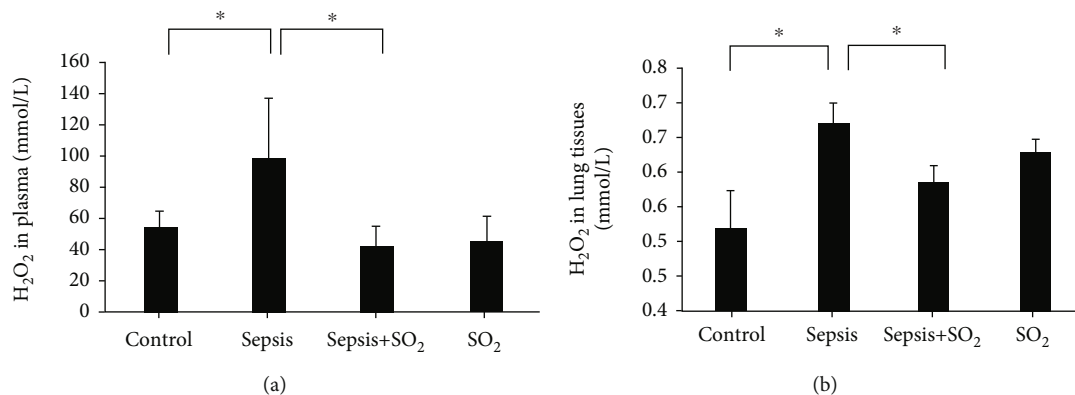 * *
160
140
120
100
80
60
40
20
0
H₂O₂ in plasma (mmol/L)
Control Sepsis Sepsis+SO₂ SO₂
(a)
* *
0.8
0.7
0.7
0.6
0.6
0.5
0.5
0.4
H₂O₂ in lung tissues
(mmol/L)
Control Sepsis Sepsis+SO₂ SO₂
(b)